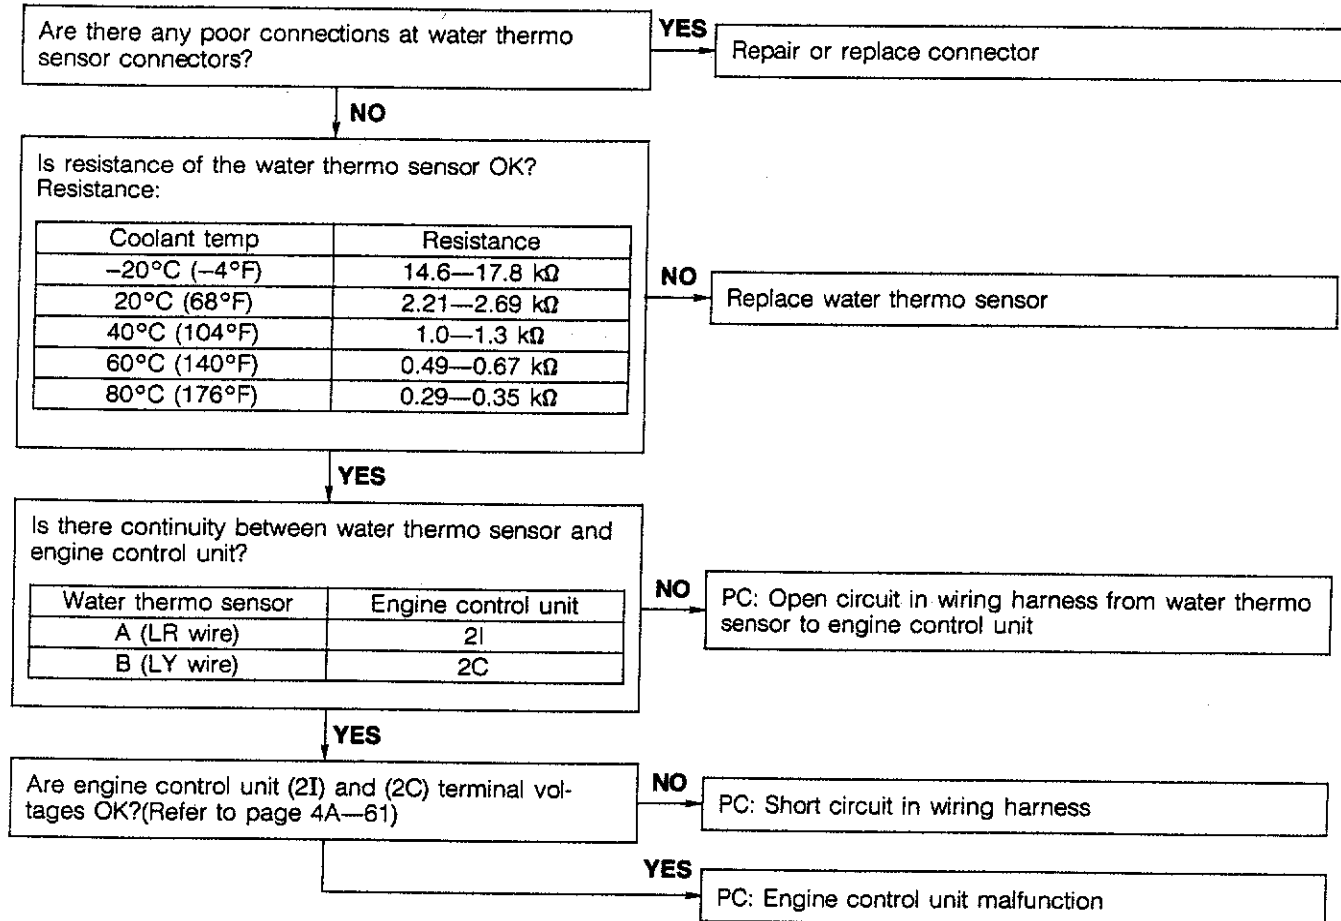 Are there any poor connections at water thermo
sensor connectors?
YES
Repair or replace connector
NO
Is resistance of the water thermo sensor OK?
Resistance:
Coolant temp Resistance
–20°C (–4°F) 14.6—17.8 kΩ
20°C (68°F) 2.21—2.69 kΩ
40°C (104°F) 1.0—1.3 kΩ
60°C (140°F) 0.49—0.67 kΩ
80°C (176°F) 0.29—0.35 kΩ
NO
Replace water thermo sensor
YES
Is there continuity between water thermo sensor and
engine control unit?
Water thermo sensor Engine control unit
A (LR wire) 2I
B (LY wire) 2C
NO
PC: Open circuit in wiring harness from water thermo
sensor to engine control unit
YES
Are engine control unit (2I) and (2C) terminal vol-
tages OK?(Refer to page 4A—61)
NO
PC: Short circuit in wiring harness
YES
PC: Engine control unit malfunction